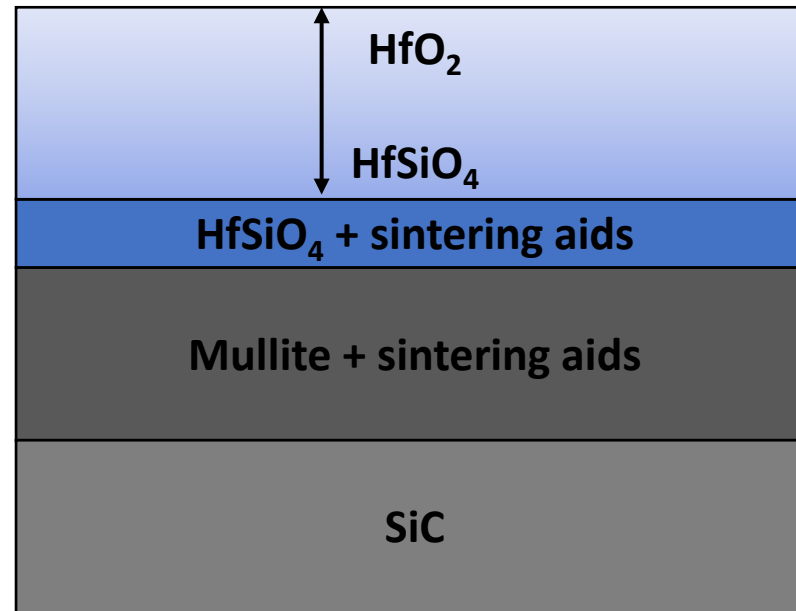 HfO₂
HfSiO₄
HfSiO₄ + sintering aids
Mullite + sintering aids
SiC